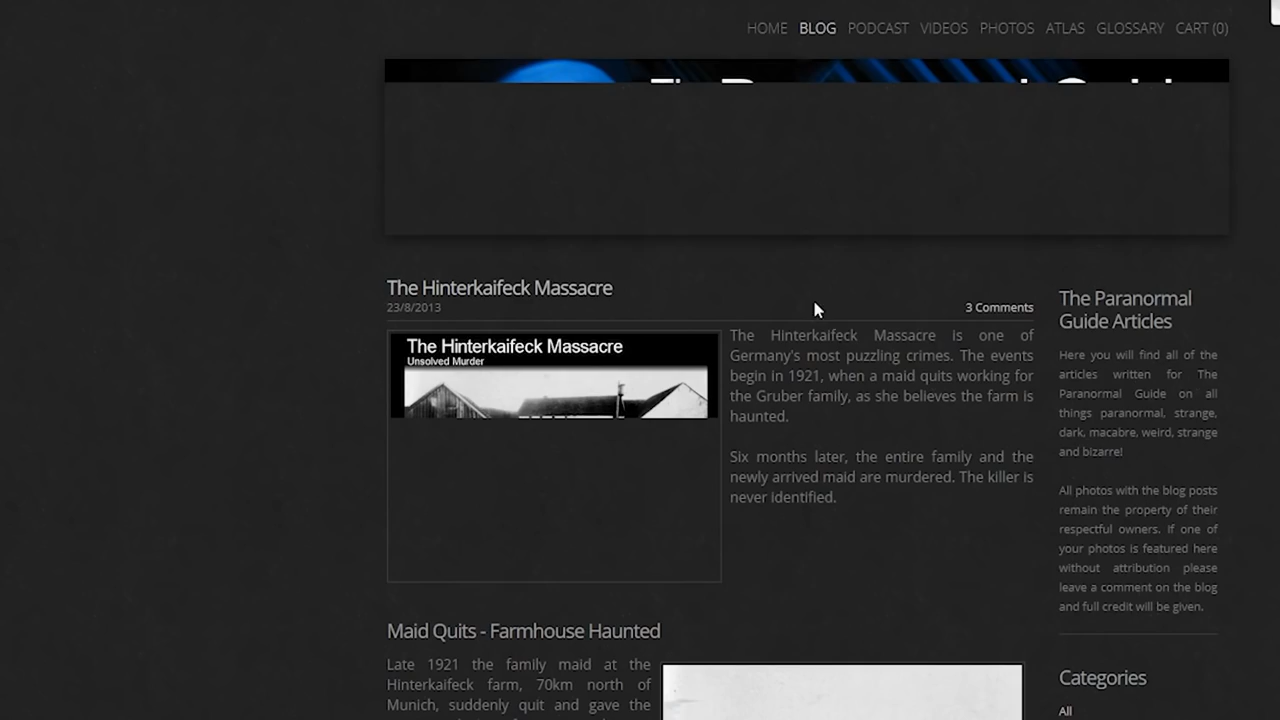 HOME BLOG PODCAST VIDEOS PHOTOS ATLAS GLOSSARY CART (0)
The Hinterkaifeck Massacre
23/8/2013
3 Comments
The Hinterkaifeck Massacre
Unsolved Murder
The Hinterkaifeck Massacre is one of
Germany's most puzzling crimes. The events
begin in 1921, when a maid quits working for
the Gruber family, as she believes the farm is
haunted.
Six months later, the entire family and the
newly arrived maid are murdered. The killer is
never identified.
Maid Quits - Farmhouse Haunted
Late 1921 the family maid at the
Hinterkaifeck farm, 70km north of
Munich, suddenly quit and gave the
The Paranormal
Guide Articles
Here you will find all of the
articles written for The
Paranormal Guide on all
things paranormal, strange,
dark, macabre, weird, strange
and bizarre!
All photos with the blog posts
remain the property of their
respectful owners. If one of
your photos is featured here
without attribution please
leave a comment on the blog
and full credit will be given.
Categories
All